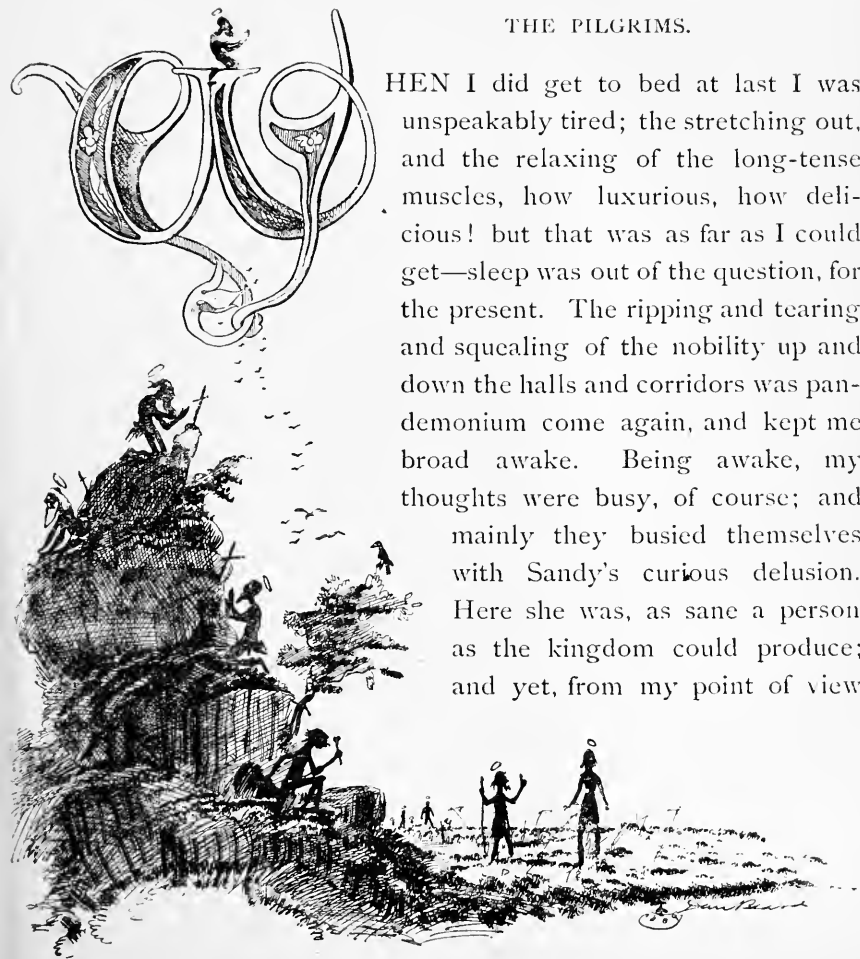 THE PILGRIMS.
WHEN I did get to bed at last I was
unspeakably tired; the stretching out,
and the relaxing of the long-tense
muscles, how luxurious, how deli-
cious! but that was as far as I could
get—sleep was out of the question, for
the present. The ripping and tearing
and squealing of the nobility up and
down the halls and corridors was pan-
demonium come again, and kept me
broad awake. Being awake, my
thoughts were busy, of course; and
mainly they busied themselves
with Sandy's curious delusion.
Here she was, as sane a person
as the kingdom could produce;
and yet, from my point of view
Dan Beard